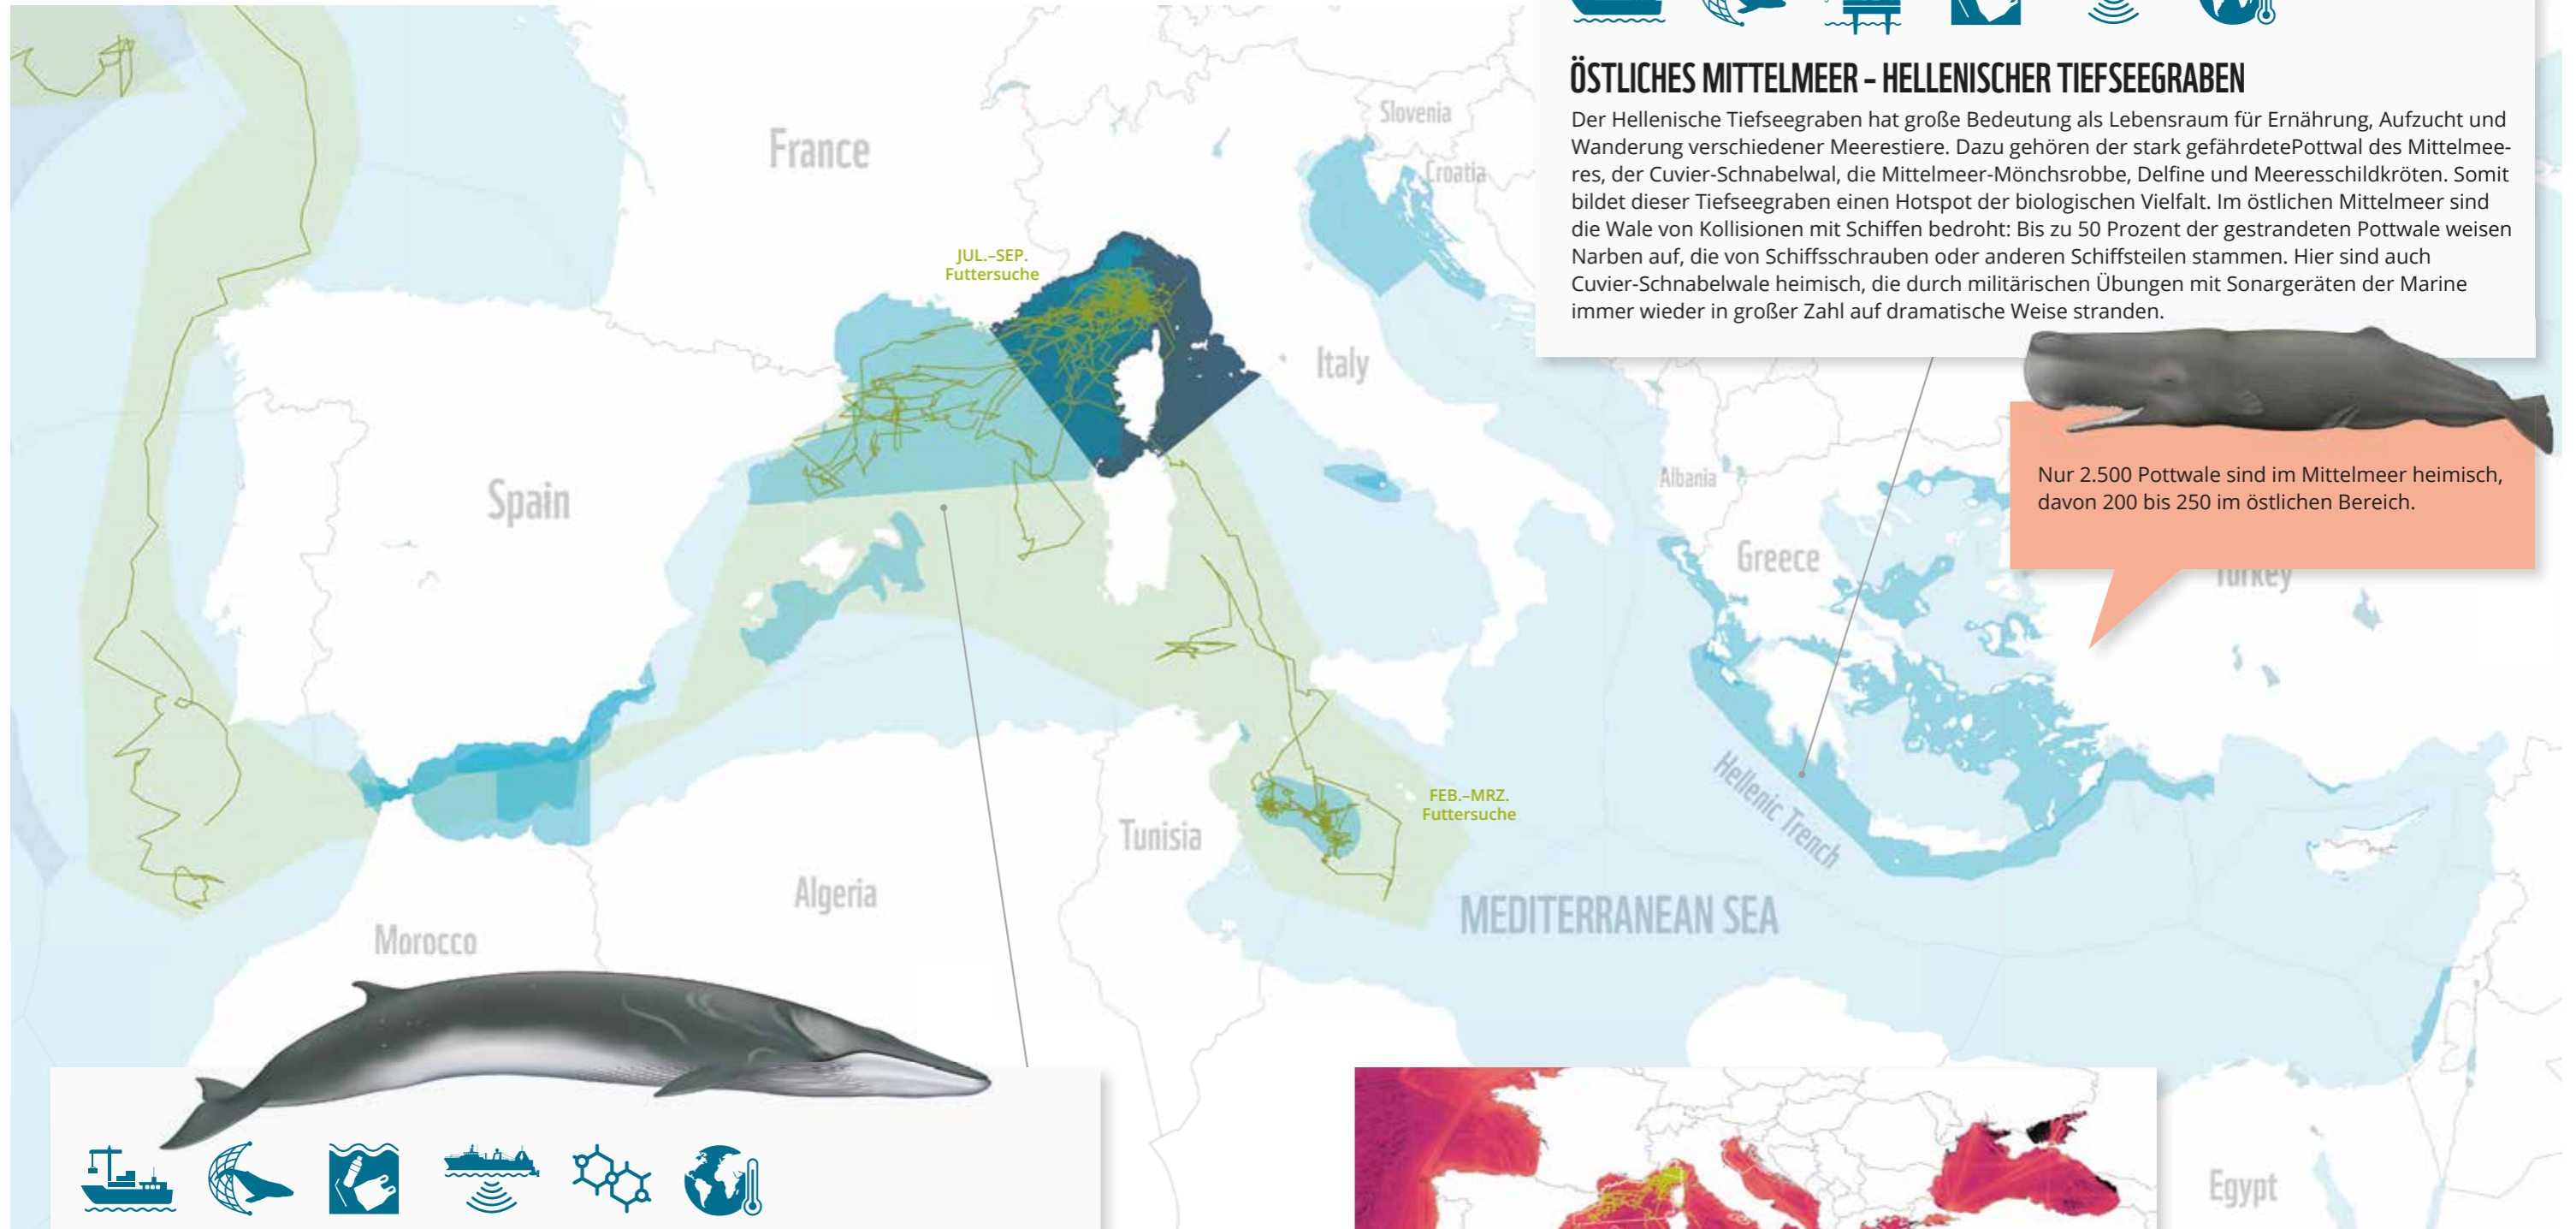 ÖSTLICHES MITTELMEER – HELLENISCHER TIEFSEEGRABEN
Der Hellenische Tiefseegraben hat große Bedeutung als Lebensraum für Ernährung, Aufzucht und
Wanderung verschiedener Meerestiere. Dazu gehören der stark gefährdetePottwal des Mittelmee-
res, der Cuvier-Schnabelwal, die Mittelmeer-Mönchsrobbe, Delfine und Meeresschildkröten. Somit
bildet dieser Tiefseegraben einen Hotspot der biologischen Vielfalt. Im östlichen Mittelmeer sind
die Wale von Kollisionen mit Schiffen bedroht: Bis zu 50 Prozent der gestrandeten Pottwale weisen
Narben auf, die von Schiffsschrauben oder anderen Schiffsteilen stammen. Hier sind auch
Cuvier-Schnabelwale heimisch, die durch militärischen Übungen mit Sonargeräten der Marine
immer wieder in großer Zahl auf dramatische Weise stranden.
Nur 2.500 Pottwale sind im Mittelmeer heimisch,
davon 200 bis 250 im östlichen Bereich.
Slovenia
Croatia
France
JUL.–SEP.
Futtersuche
Italy
Spain
Albania
Greece
Turkey
Hellenic Trench
FEB.–MRZ.
Futtersuche
Tunisia
Algeria
Morocco
MEDITERRANEAN SEA
Egypt